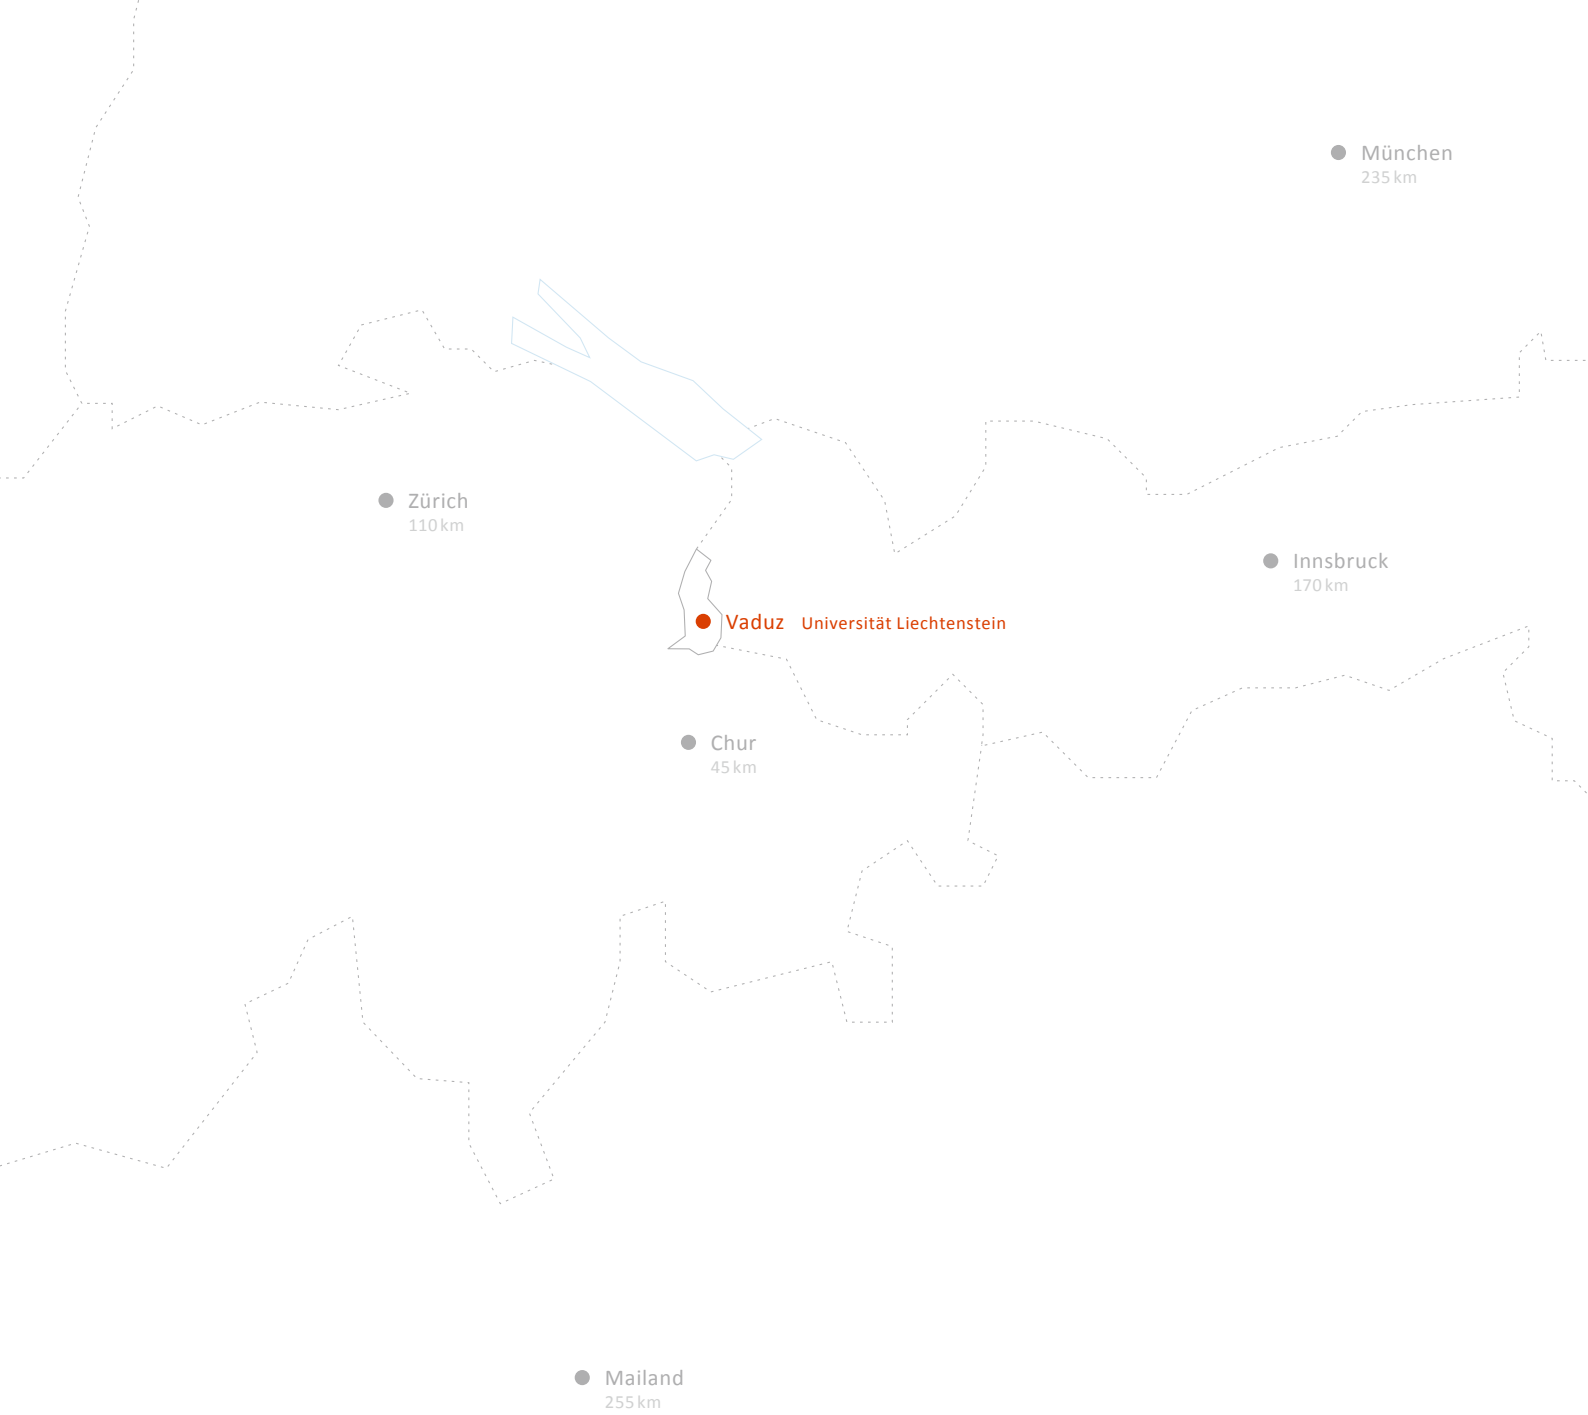 München
235 km
Zürich
110 km
Innsbruck
170 km
Vaduz Universität Liechtenstein
Chur
45 km
Mailand
255 km